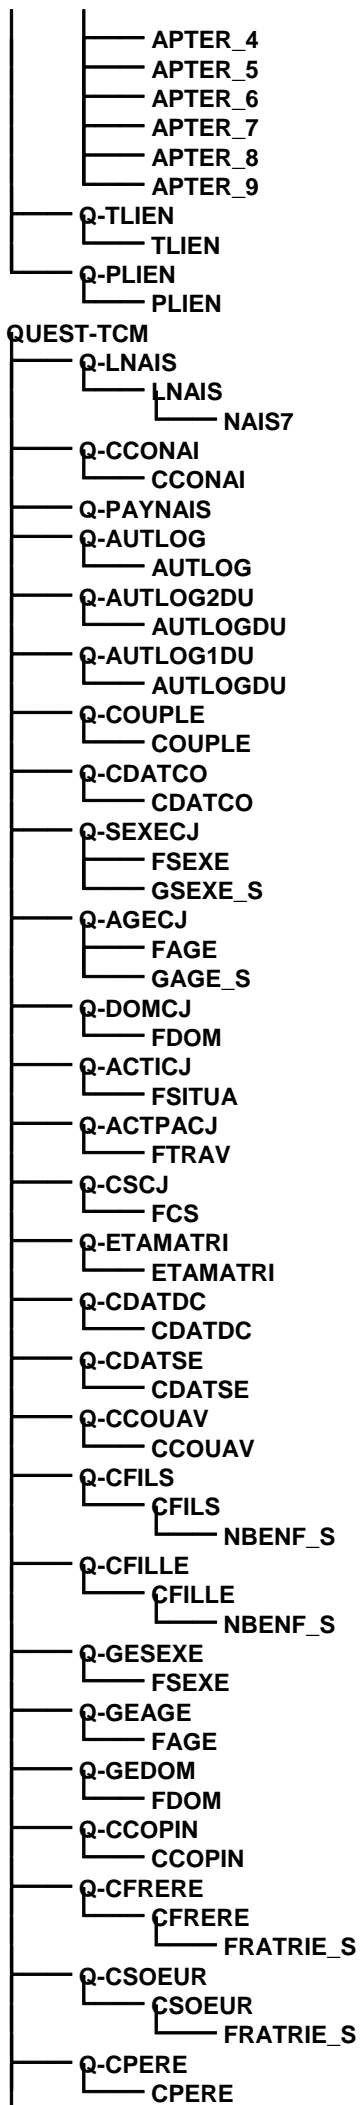 APTER_4
APTER_5
APTER_6
APTER_7
APTER_8
APTER_9
Q-TLIEN
TLIEN
Q-PLIEN
PLIEN
QUEST-TCM
Q-LNAIS
LNAIS
NAIS7
Q-CCONAI
CCONAI
Q-PAYNAIS
Q-AUTLOG
AUTLOG
Q-AUTLOG2DU
AUTLOGDU
Q-AUTLOG1DU
AUTLOGDU
Q-COUPLE
COUPLE
Q-CDATCO
CDATCO
Q-SEXECJ
FSEXE
GSEXE_S
Q-AGECJ
FAGE
GAGE_S
Q-DOMCJ
FDOM
Q-ACTICJ
FSITUA
Q-ACTPACJ
FTRAV
Q-CSCJ
FCS
Q-ETAMATRI
ETAMATRI
Q-CDATDC
CDATDC
Q-CDATSE
CDATSE
Q-CCOUAV
CCOUAV
Q-CFILS
CFILS
NBENF_S
Q-CFILLE
CFILLE
NBENF_S
Q-GESEXE
FSEXE
Q-GEAGE
FAGE
Q-GEDOM
FDOM
Q-CCOPIN
CCOPIN
Q-CFRERE
CFRERE
FRATRIE_S
Q-CSOEUR
CSOEUR
FRATRIE_S
Q-CPERE
CPERE